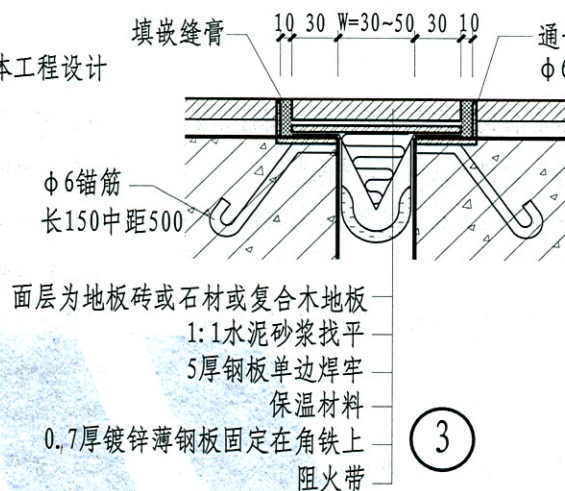 填嵌缝膏
10 30 W=30~50 30 10
通
本工程设计
ϕ6
ϕ6锚筋
长150中距500
面层为地板砖或石材或复合木地板
1:1水泥砂浆找平
5厚钢板单边焊牢
保温材料
0.7厚镀锌薄钢板固定在角铁上
阻火带
3